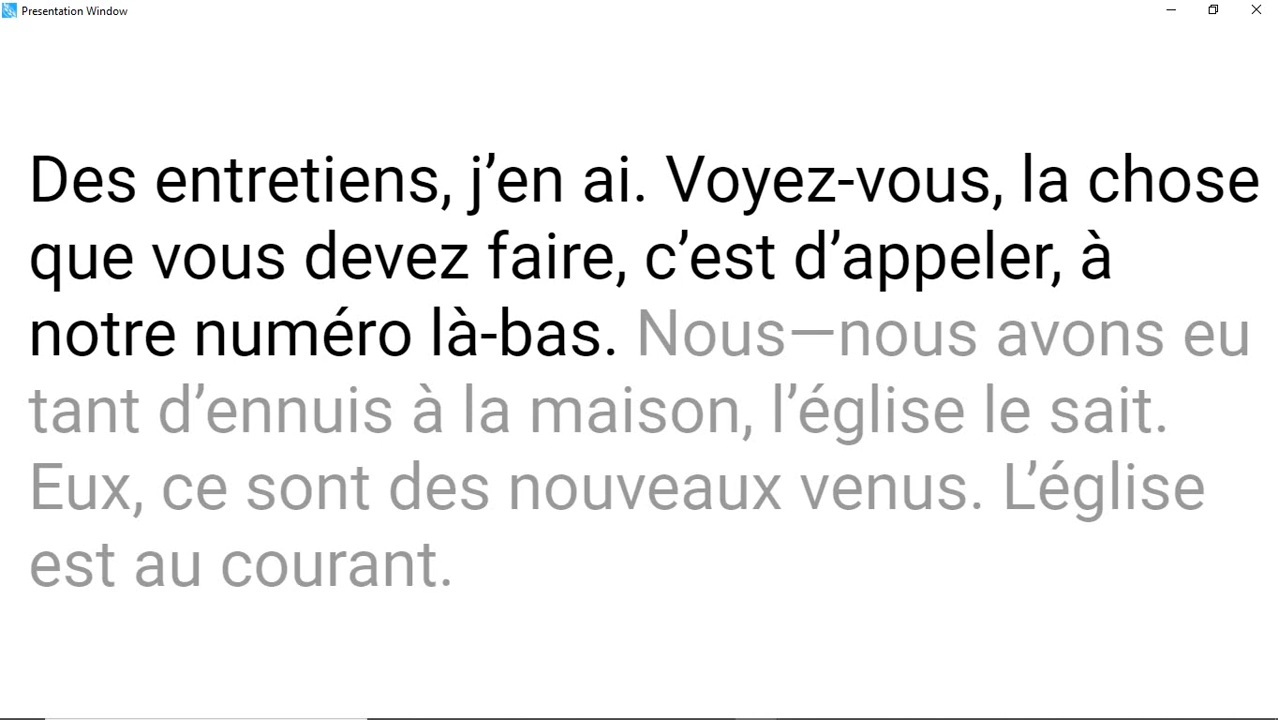 Presentation Window
Des entretiens, j’en ai. Voyez-vous, la chose
que vous devez faire, c’est d’appeler, à
notre numéro là-bas. Nous—nous avons eu
tant d’ennuis à la maison, l’église le sait.
Eux, ce sont des nouveaux venus. L’église
est au courant.